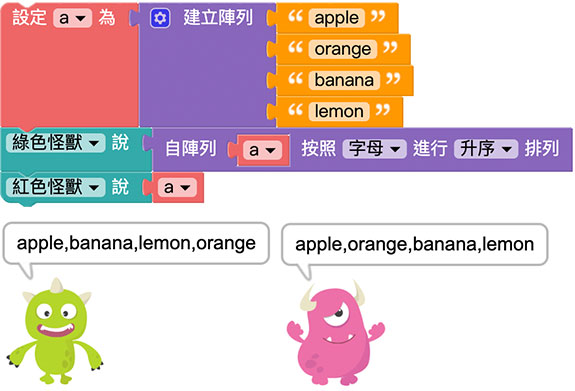 設定 a 為 建立陣列 “ apple ”
“ orange ”
“ banana ”
“ lemon ”
綠色怪獸 說 自陣列 a 按照 字母 進行 升序 排列
紅色怪獸 說 a
apple,banana,lemon,orange
apple,orange,banana,lemon